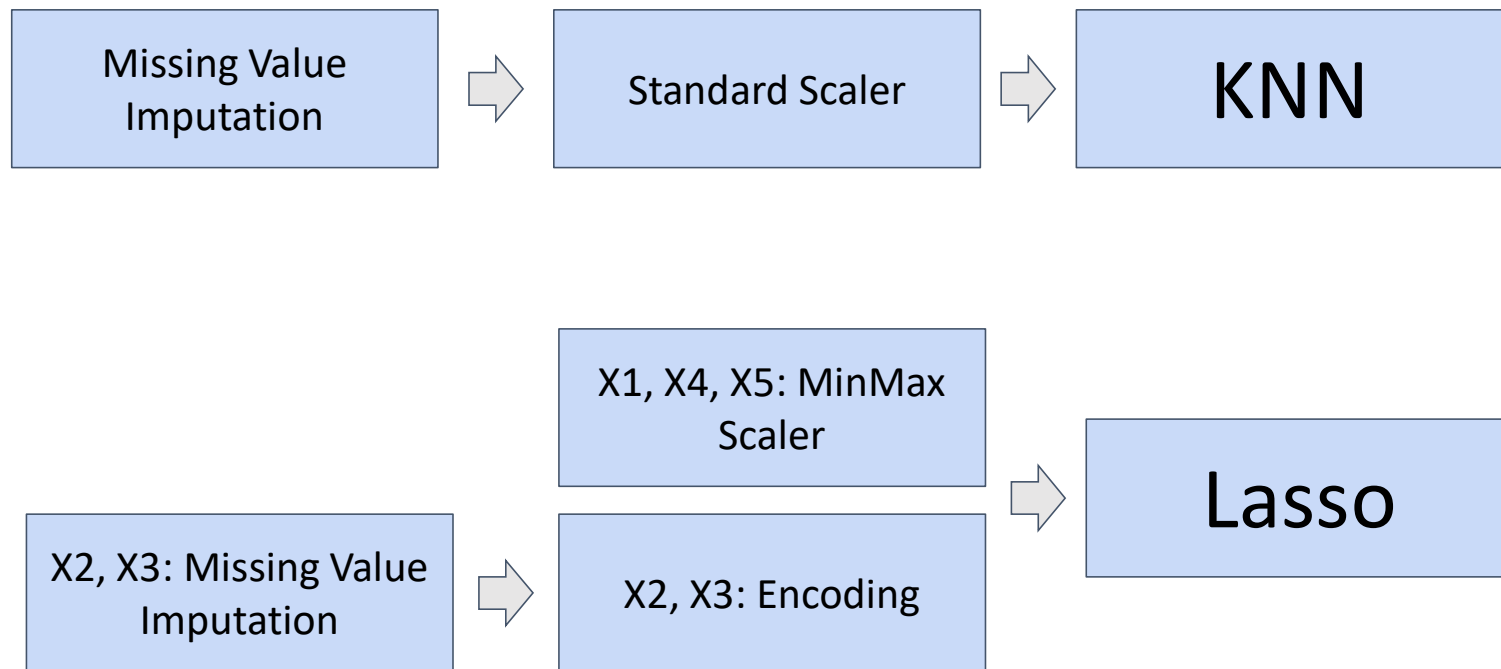 Missing Value
Imputation
Standard Scaler
KNN
X1, X4, X5: MinMax
Scaler
Lasso
X2, X3: Missing Value
Imputation
X2, X3: Encoding